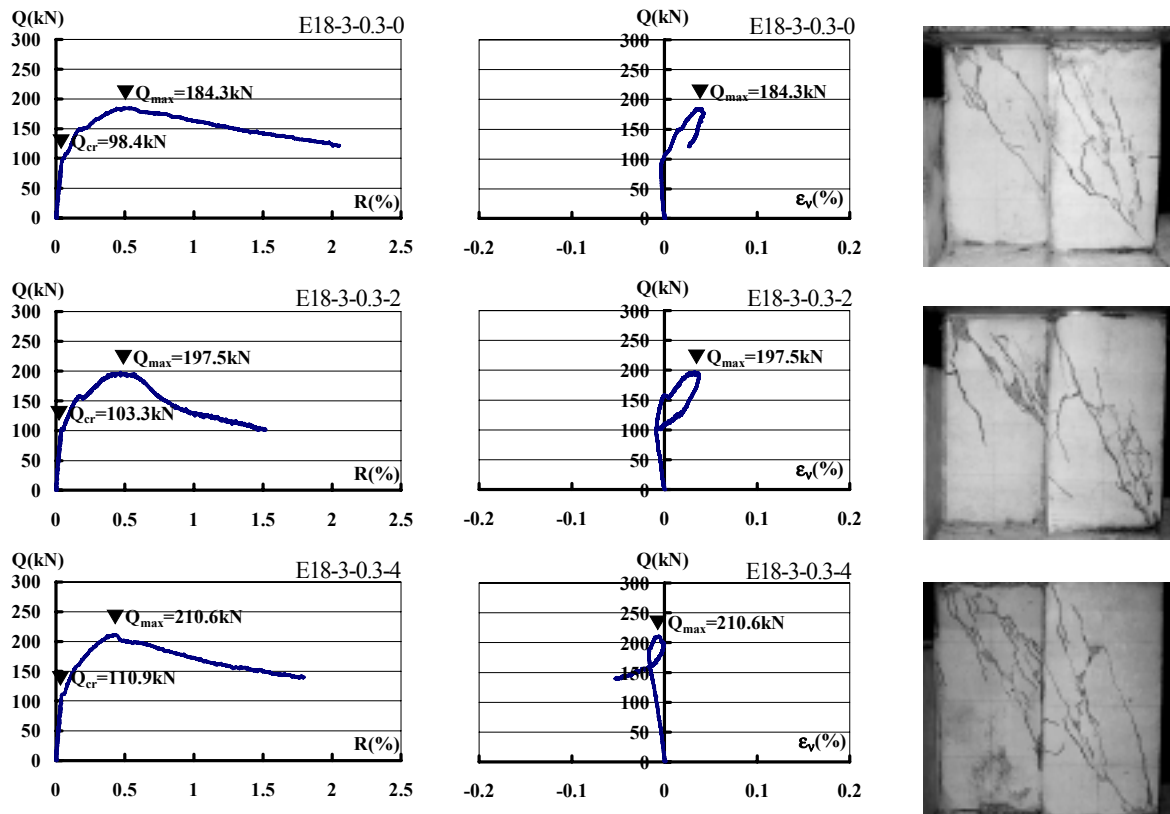 Q(kN)
E18-3-0.3-0
300
250
200
150
100
50
0
Qmax=184.3kN
Qcr=98.4kN
R(%)
0 0.5 1 1.5 2 2.5
Q(kN)
E18-3-0.3-0
300
250
200
150
100
50
0
Qmax=184.3kN
εv(%)
-0.2 -0.1 0 0.1 0.2
Q(kN)
E18-3-0.3-2
300
250
200
150
100
50
0
Qmax=197.5kN
Qcr=103.3kN
R(%)
0 0.5 1 1.5 2 2.5
Q(kN)
E18-3-0.3-2
300
250
200
150
100
50
0
Qmax=197.5kN
εv(%)
-0.2 -0.1 0 0.1 0.2
Q(kN)
E18-3-0.3-4
300
250
200
150
100
50
0
Qmax=210.6kN
Qcr=110.9kN
R(%)
0 0.5 1 1.5 2 2.5
Q(kN)
E18-3-0.3-4
300
250
200
150
100
50
0
Qmax=210.6kN
εv(%)
-0.2 -0.1 0 0.1 0.2